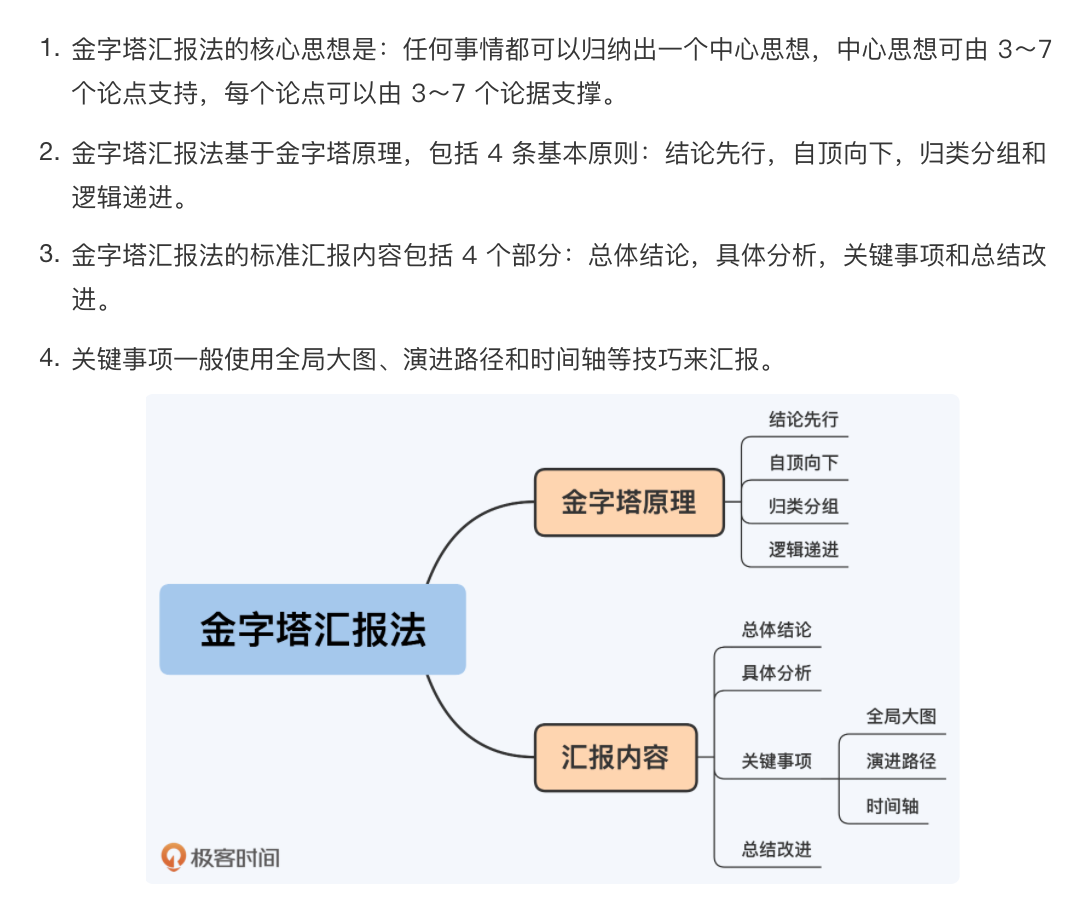 1. 金字塔汇报法的核心思想是：任何事情都可以归纳出一个中心思想，中心思想可由 3～7
个论点支持，每个论点可以由 3～7 个论据支撑。
2. 金字塔汇报法基于金字塔原理，包括 4 条基本原则：结论先行，自顶向下，归类分组和
逻辑递进。
3. 金字塔汇报法的标准汇报内容包括 4 个部分：总体结论，具体分析，关键事项和总结改
进。
4. 关键事项一般使用全局大图、演进路径和时间轴等技巧来汇报。
金字塔汇报法
金字塔原理
结论先行
自顶向下
归类分组
逻辑递进
汇报内容
总体结论
具体分析
关键事项
全局大图
演进路径
时间轴
总结改进
极客时间